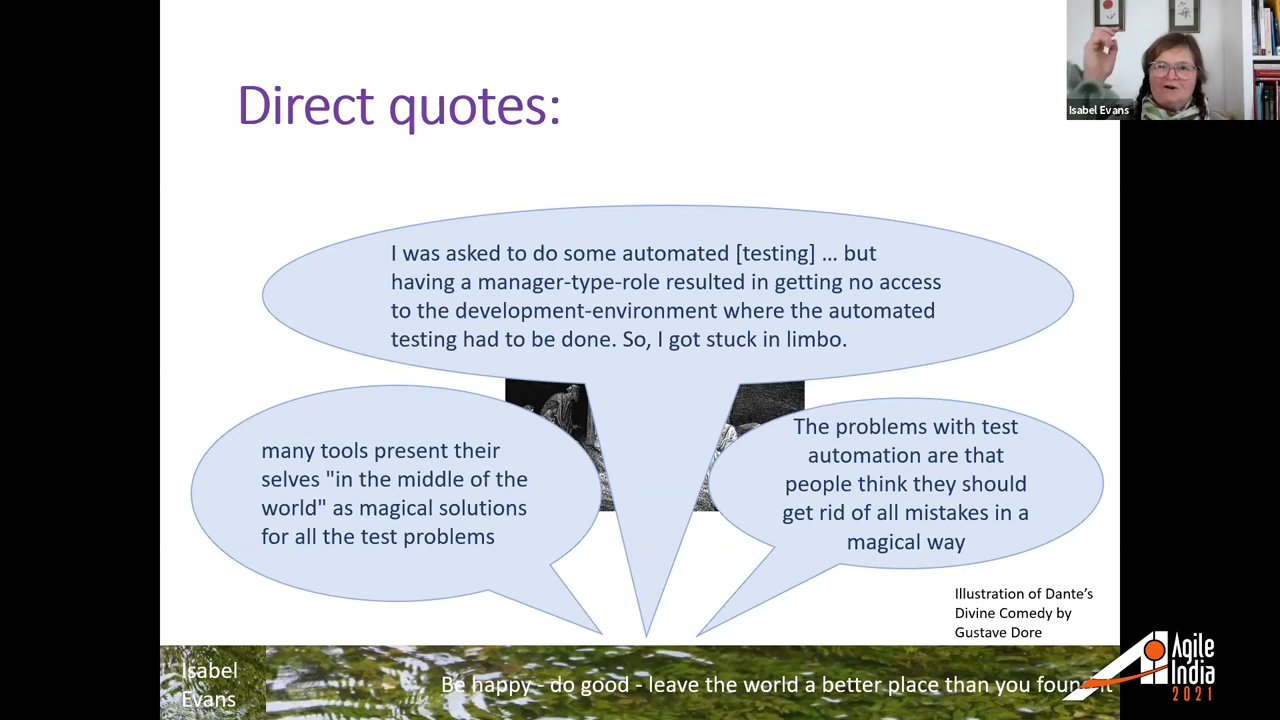 Direct quotes:
Isabel Evans
I was asked to do some automated [testing] … but
having a manager-type-role resulted in getting no access
to the development-environment where the automated
testing had to be done. So, I got stuck in limbo.
many tools present their
selves "in the middle of the
world" as magical solutions
for all the test problems
The problems with test
automation are that
people think they should
get rid of all mistakes in a
magical way
Illustration of Dante’s
Divine Comedy by
Gustave Dore
Isabel
Evans
Be happy - do good - leave the world a better place than you found it
Agile
India
2021